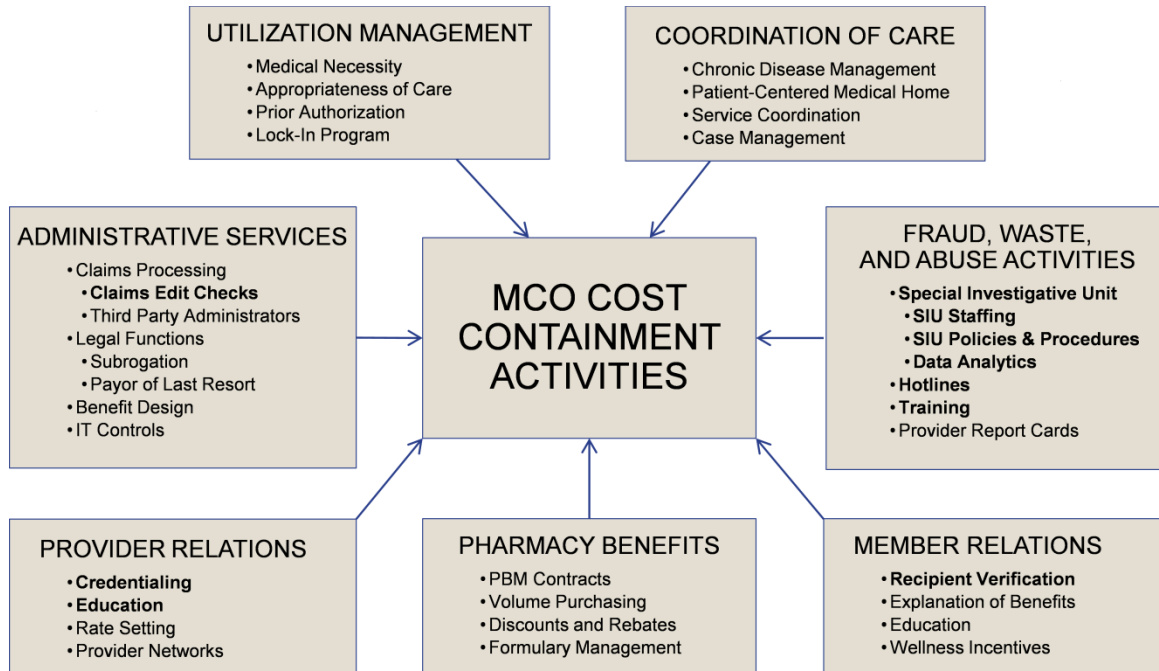 UTILIZATION MANAGEMENT
• Medical Necessity
• Appropriateness of Care
• Prior Authorization
• Lock-In Program
COORDINATION OF CARE
• Chronic Disease Management
• Patient-Centered Medical Home
• Service Coordination
• Case Management
ADMINISTRATIVE SERVICES
• Claims Processing
• Claims Edit Checks
• Third Party Administrators
• Legal Functions
• Subrogation
• Payor of Last Resort
• Benefit Design
• IT Controls
MCO COST
CONTAINMENT
ACTIVITIES
FRAUD, WASTE,
AND ABUSE ACTIVITIES
• Special Investigative Unit
• SIU Staffing
• SIU Policies & Procedures
• Data Analytics
• Hotlines
• Training
• Provider Report Cards
PROVIDER RELATIONS
• Credentialing
• Education
• Rate Setting
• Provider Networks
PHARMACY BENEFITS
• PBM Contracts
• Volume Purchasing
• Discounts and Rebates
• Formulary Management
MEMBER RELATIONS
• Recipient Verification
• Explanation of Benefits
• Education
• Wellness Incentives